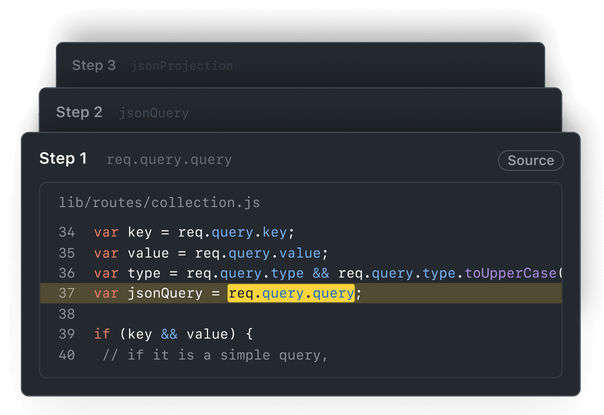 Step 3 jsonProjection
Step 2 jsonQuery
Step 1 req.query.query Source
lib/routes/collection.js
34 var key = req.query.key;
35 var value = req.query.value;
36 var type = req.query.type && req.query.type.toUpperCase(
37 var jsonQuery = req.query.query;
38
39 if (key && value) {
40 // if it is a simple query,